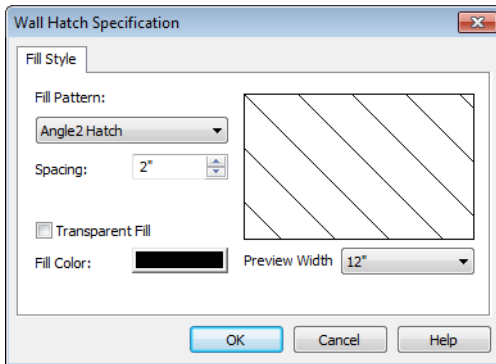 Wall Hatch Specification
Fill Style
Fill Pattern:
Angle2 Hatch
Spacing: 2"
Transparent Fill
Fill Color:
Preview Width 12"
OK Cancel Help